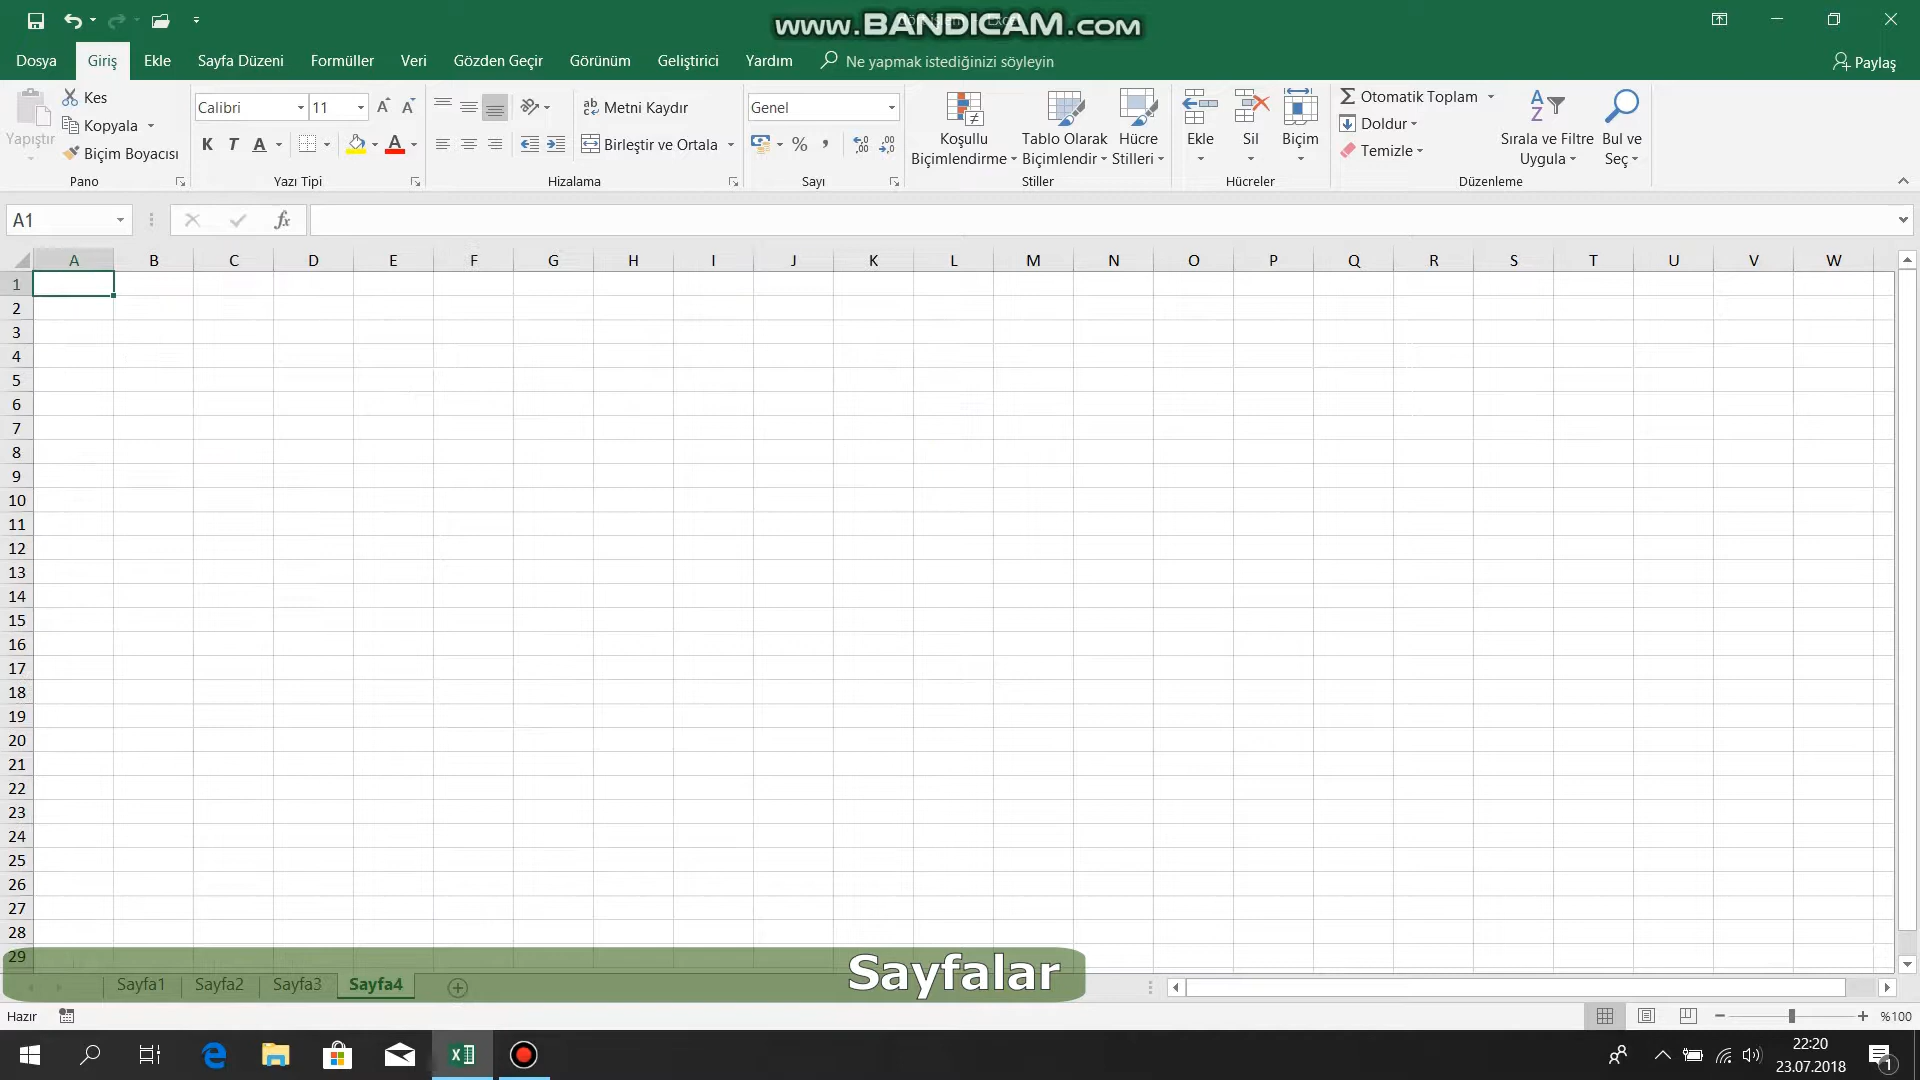 www.BANDICAM.com
Dosya Giriş Ekle Sayfa Düzeni Formüller Veri Gözden Geçir Görünüm Geliştirici Yardım Ne yapmak istediğinizi söyleyin Paylaş
Yapıştır
Kes
Kopyala
Biçim Boyacısı
Pano
Calibri 11
K T A A
Yazı Tipi
Metni Kaydır
Birleştir ve Ortala
Hizalama
Genel
%
Sayı
Koşullu Biçimlendirme
Tablo Olarak Biçimlendir
Hücre Stilleri
Stiller
Ekle
Sil
Biçim
Hücreler
Otomatik Toplam
Doldur
Temizle
Sırala ve Filtre Uygula
Bul ve Seç
Düzenleme
A1
fx
A B C D E F G H I J K L M N O P Q R S T U V W
1
2
3
4
5
6
7
8
9
10
11
12
13
14
15
16
17
18
19
20
21
22
23
24
25
26
27
28
29
Sayfalar
Sayfa1 Sayfa2 Sayfa3 Sayfa4
Hazır
%100
22:20
23.07.2018
1